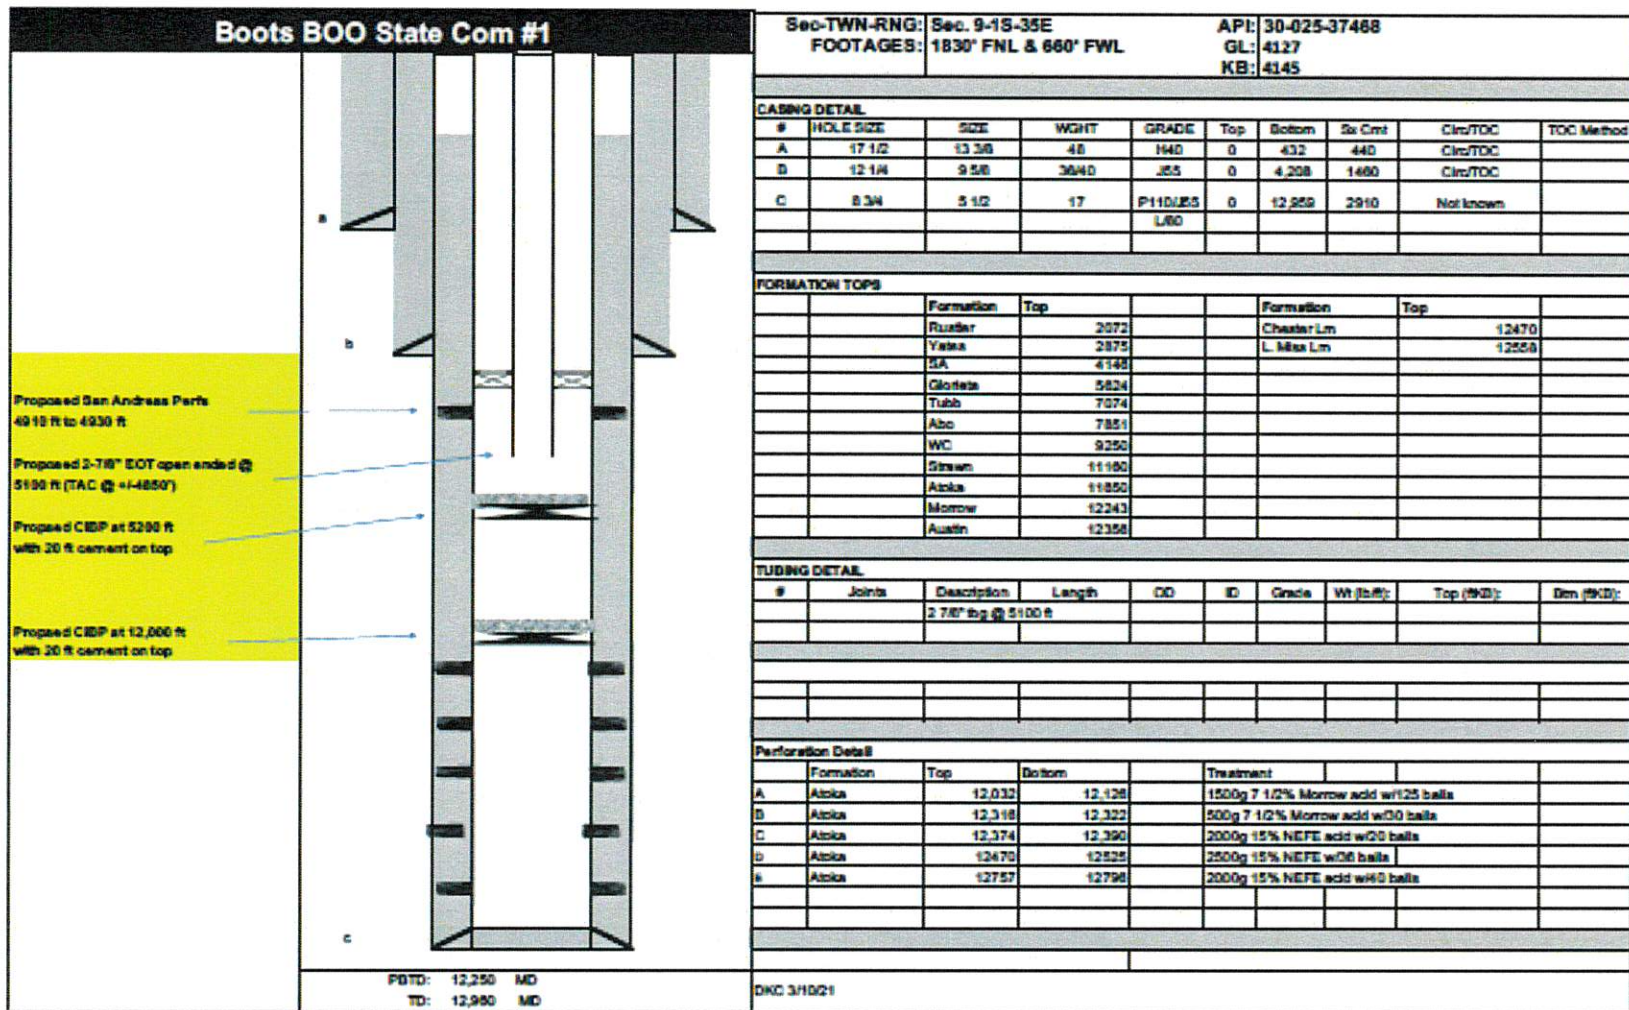 Boots BOO State Com #1
Sec-TWN-RNG: Sec. 9-1S-35E API: 30-025-37468
FOOTAGES: 1830' FNL & 660' FWL GL: 4127
KB: 4145
CASING DETAIL
# HOLE SIZE SIZE WGHT GRADE Top Bottom Sx Cmt Circ/TOC TOC Method
A 17 1/2 13 3/8 48 H40 0 432 440 Circ/TOC
B 12 1/4 9 5/8 36/40 J55 0 4,208 1460 Circ/TOC
C 8 3/4 5 1/2 17 P110/J55 0 12,959 2910 Not known
L/80
FORMATION TOPS
Formation Top Formation Top
Rustler 2072 Chester Lm 12470
Yates 2875 L. Miss Lm 12558
SA 4148
Glorieta 5624
Tubb 7074
Abo 7851
WC 9250
Strawn 11160
Atoka 11850
Morrow 12243
Austin 12358
TUBING DETAIL
# Joints Description Length OD ID Grade Wt (lb/ft): Top (ftKB): Btm (ftKB):
2 7/8" tbg @ 5100 ft
Perforation Detail
Formation Top Bottom Treatment
A Atoka 12,032 12,126 1500g 7 1/2% Morrow acid w/125 balls
B Atoka 12,316 12,322 500g 7 1/2% Morrow acid w/30 balls
C Atoka 12,374 12,390 2000g 15% NEFE acid w/20 balls
D Atoka 12470 12525 2500g 15% NEFE w/36 balls
Atoka 12757 12798 2000g 15% NEFE acid w/60 balls
a
b
c
Proposed San Andreas Perfs
4910 ft to 4930 ft
Proposed 2-7/8" EOT open ended @
5100 ft (TAC @ +/-4850')
Propsed CIBP at 5200 ft
with 20 ft cement on top
Propsed CIBP at 12,000 ft
with 20 ft cement on top
PBTD: 12,250 MD
TD: 12,960 MD
DKC 3/10/21